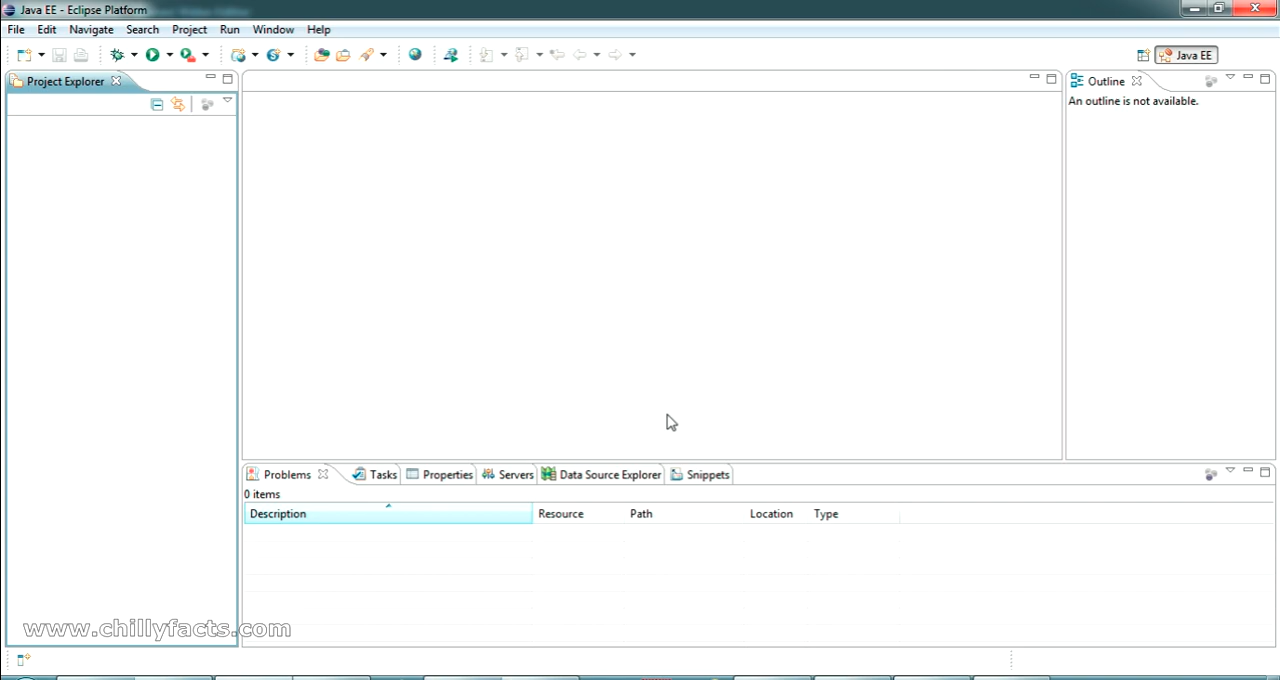 Java EE - Eclipse Platform
File Edit Navigate Search Project Run Window Help
Java EE
Project Explorer
Outline
An outline is not available.
Problems Tasks Properties Servers Data Source Explorer Snippets
0 items
Description Resource Path Location Type
www.chillyfacts.com